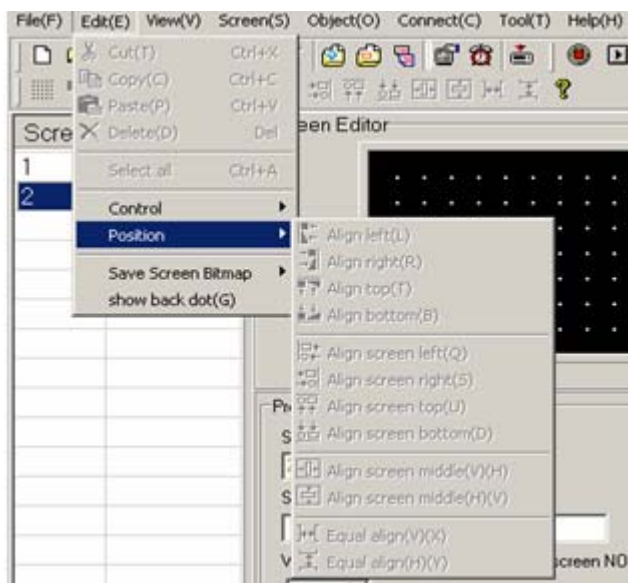 File(F) Edit(E) View(V) Screen(S) Object(O) Connect(C) Tool(T) Help(H)
Cut(T) Ctrl+X
Copy(C) Ctrl+C
Paste(P) Ctrl+V
Delete(D) Del
Select all Ctrl+A
Control
Position
Save Screen Bitmap
show back dot(G)
Scre
1
2
een Editor
Align left(L)
Align right(R)
Align top(T)
Align bottom(B)
Align screen left(Q)
Align screen right(S)
Align screen top(U)
Align screen bottom(D)
Align screen middle(V)(H)
Align screen middle(H)(V)
Equal align(V)(X)
Equal align(H)(Y)
S
S
V
screen NO